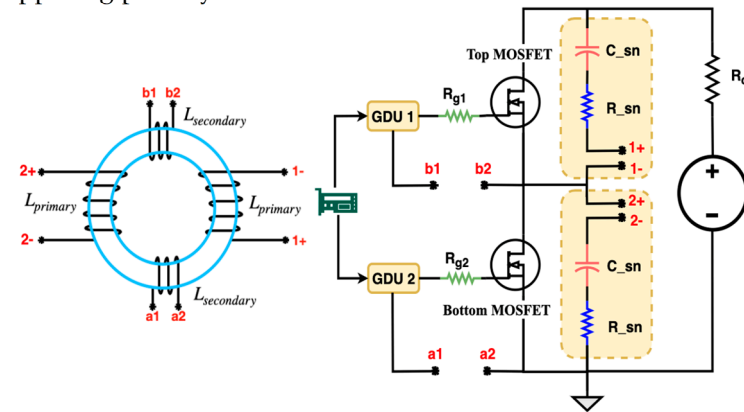 b1 b2
L_secondary
2+
1-
L_primary
L_primary
2-
1+
L_secondary
a1 a2
Top MOSFET
R_g1
GDU 1
b1 b2
C_sn
R_sn
1+
1-
2+
2-
R_g2
GDU 2
C_sn
Bottom MOSFET
R_sn
a1 a2
+
-